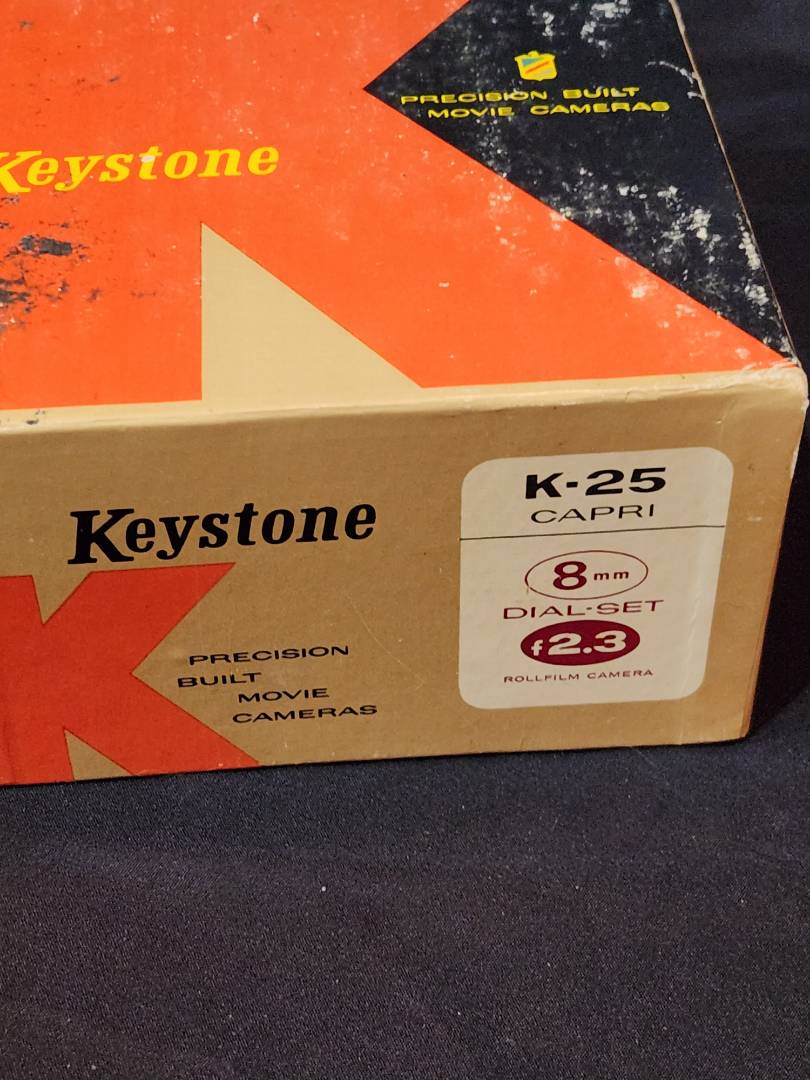 PRECISION BUILT
MOVIE CAMERAS
Keystone
Keystone
PRECISION
BUILT
MOVIE
CAMERAS
K-25
CAPRI
8mm
DIAL-SET
f2.3
ROLLFILM CAMERA